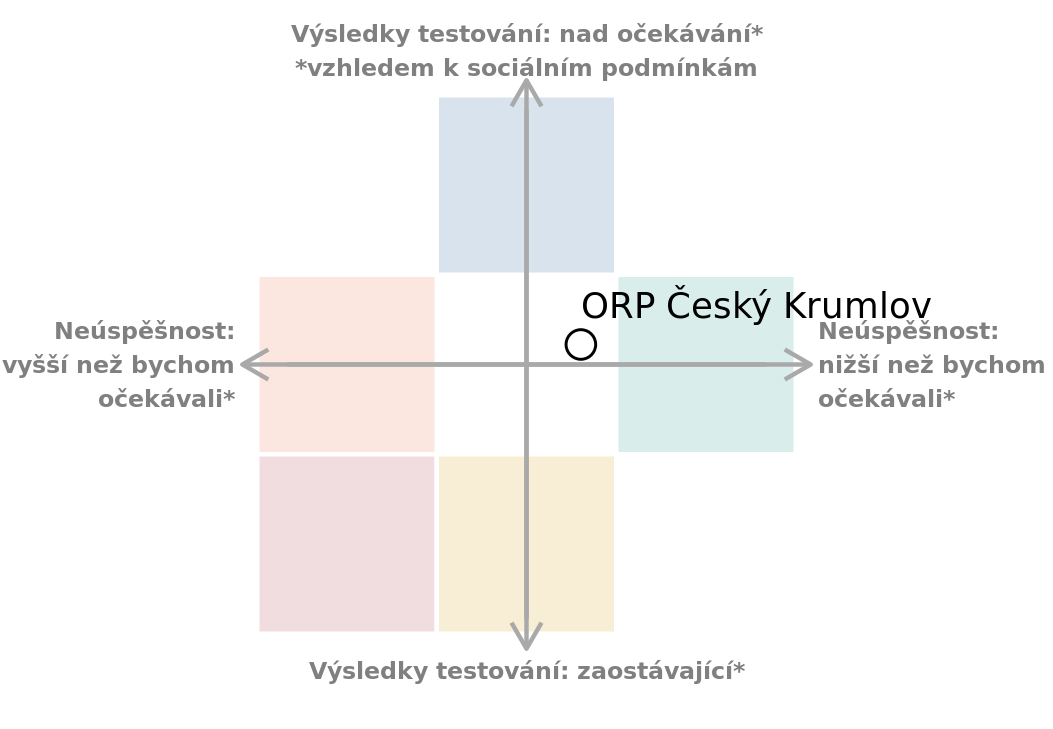 Výsledky testování: nad očekávání*
*vzhledem k sociálním podmínkám
ORP Český Krumlov
Neúspěšnost:
vyšší než bychom
očekávali*
Neúspěšnost:
nižší než bychom
očekávali*
Výsledky testování: zaostávající*